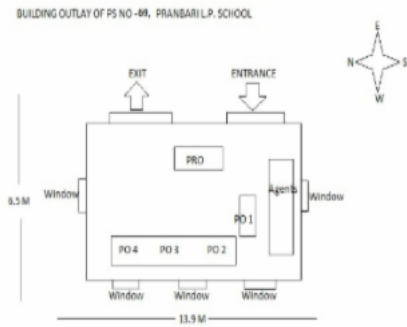 BUILDING OUTLAY OF PS NO -69, PRANBARI L.P. SCHOOL
E
N S
W
EXIT ENTRANCE
PRO
Window Agents Window
6.5 M
PO 1
PO 4 PO 3 PO 2
Window Window Window
13.9 M